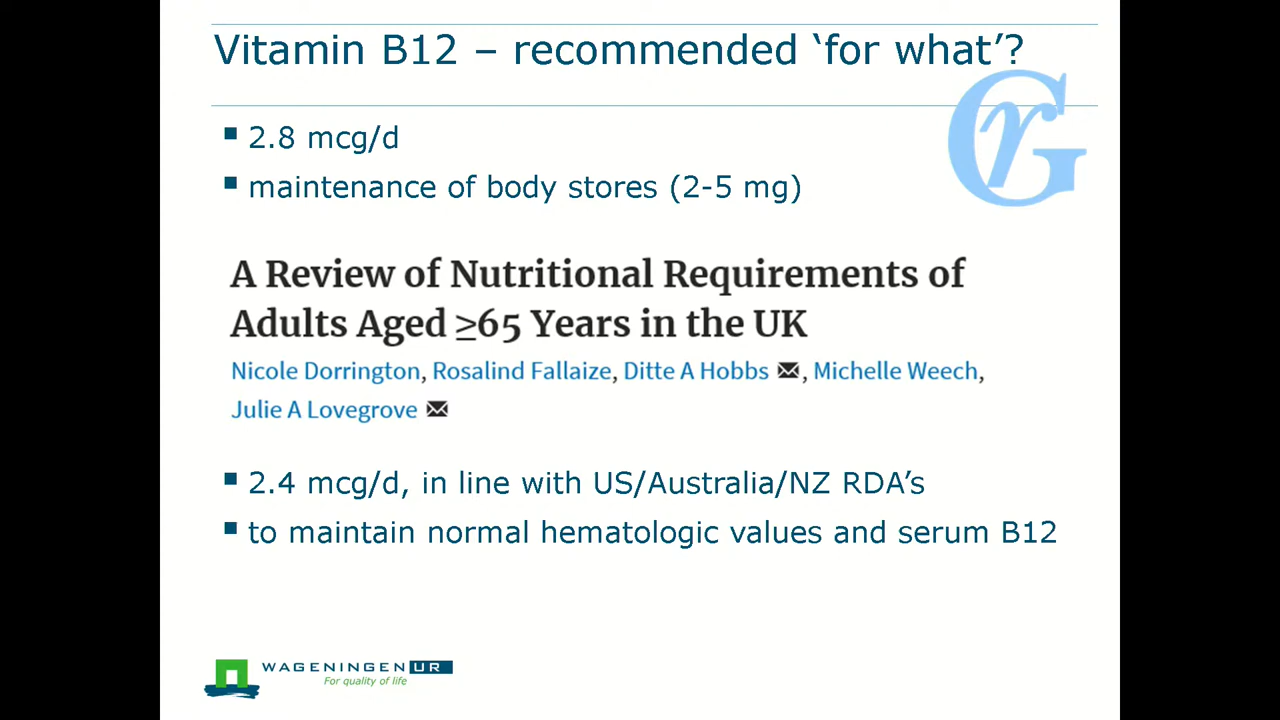 Vitamin B12 – recommended ‘for what’?
Gr
▪ 2.8 mcg/d
▪ maintenance of body stores (2-5 mg)
A Review of Nutritional Requirements of
Adults Aged ≥65 Years in the UK
Nicole Dorrington, Rosalind Fallaize, Ditte A Hobbs ✉, Michelle Weech,
Julie A Lovegrove ✉
▪ 2.4 mcg/d, in line with US/Australia/NZ RDA’s
▪ to maintain normal hematologic values and serum B12
WAGENINGEN UR
For quality of life